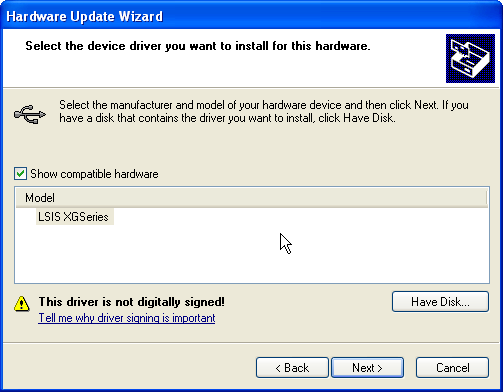 Hardware Update Wizard
Select the device driver you want to install for this hardware.
Select the manufacturer and model of your hardware device and then click Next. If you
have a disk that contains the driver you want to install, click Have Disk.
Show compatible hardware
Model
LSIS XGSeries
This driver is not digitally signed!
Tell me why driver signing is important
Have Disk...
< Back
Next >
Cancel